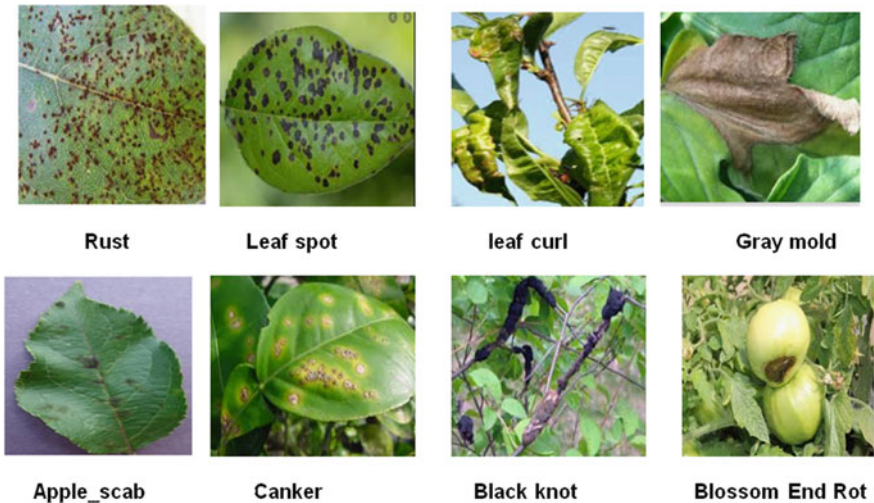 Rust
Leaf spot
leaf curl
Gray mold
Apple_scab
Canker
Black knot
Blossom End Rot